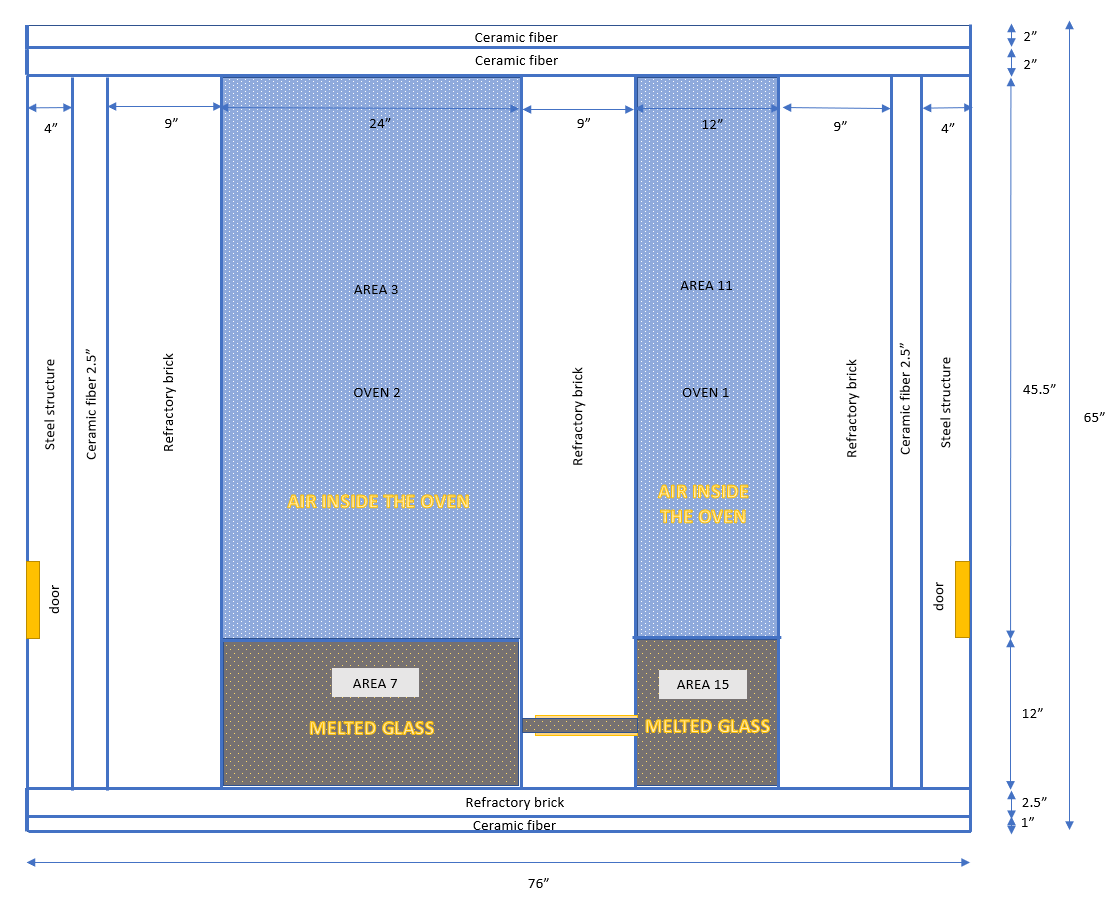 Ceramic fiber
2”
Ceramic fiber
2”
4”
9”
24”
9”
12”
9”
4”
AREA 3
AREA 11
OVEN 2
OVEN 1
Steel structure
Ceramic fiber 2.5”
Refractory brick
Refractory brick
Refractory brick
Ceramic fiber 2.5”
Steel structure
45.5”
65”
AIR INSIDE THE OVEN
AIR INSIDE
THE OVEN
door
door
AREA 7
AREA 15
MELTED GLASS
MELTED GLASS
12”
Refractory brick
2.5”
Ceramic fiber
1”
76”